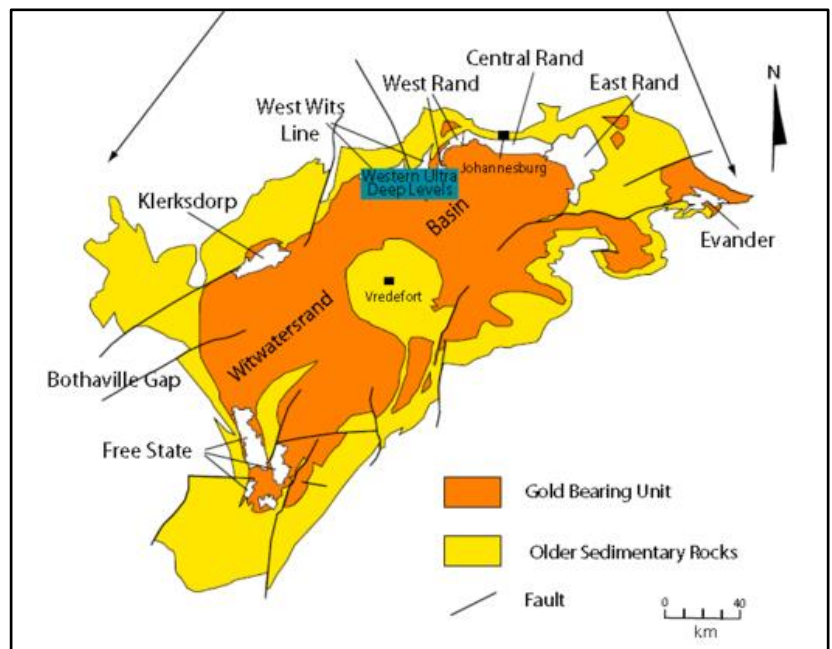 N
Central Rand
West Rand
East Rand
West Wits
Line
Johannesburg
Western Ultra
Deep Levels
Klerksdorp
Basin
Evander
Vredefort
Witwatersrand
Bothaville Gap
Free State
Gold Bearing Unit
Older Sedimentary Rocks
Fault
0 40
km